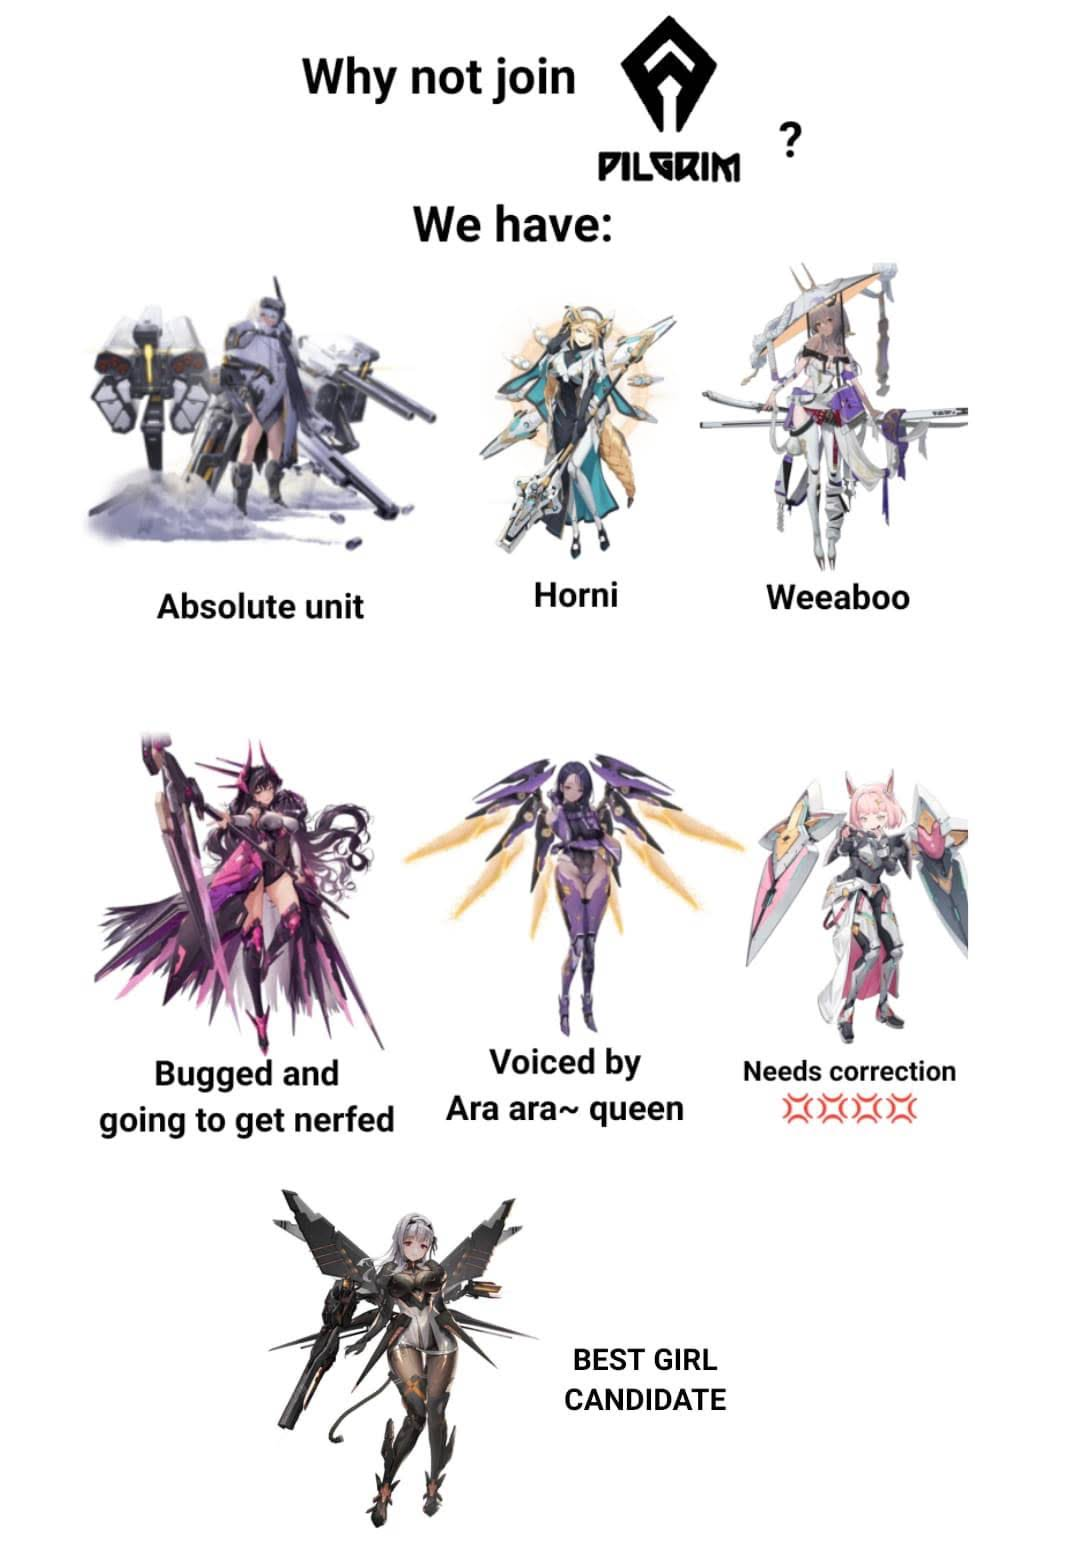 Why not join
PILGRIM
?
We have:
Absolute unit
Horni
Weeaboo
Bugged and
going to get nerfed
Voiced by
Ara ara~ queen
Needs correction
💢💢💢💢
BEST GIRL
CANDIDATE